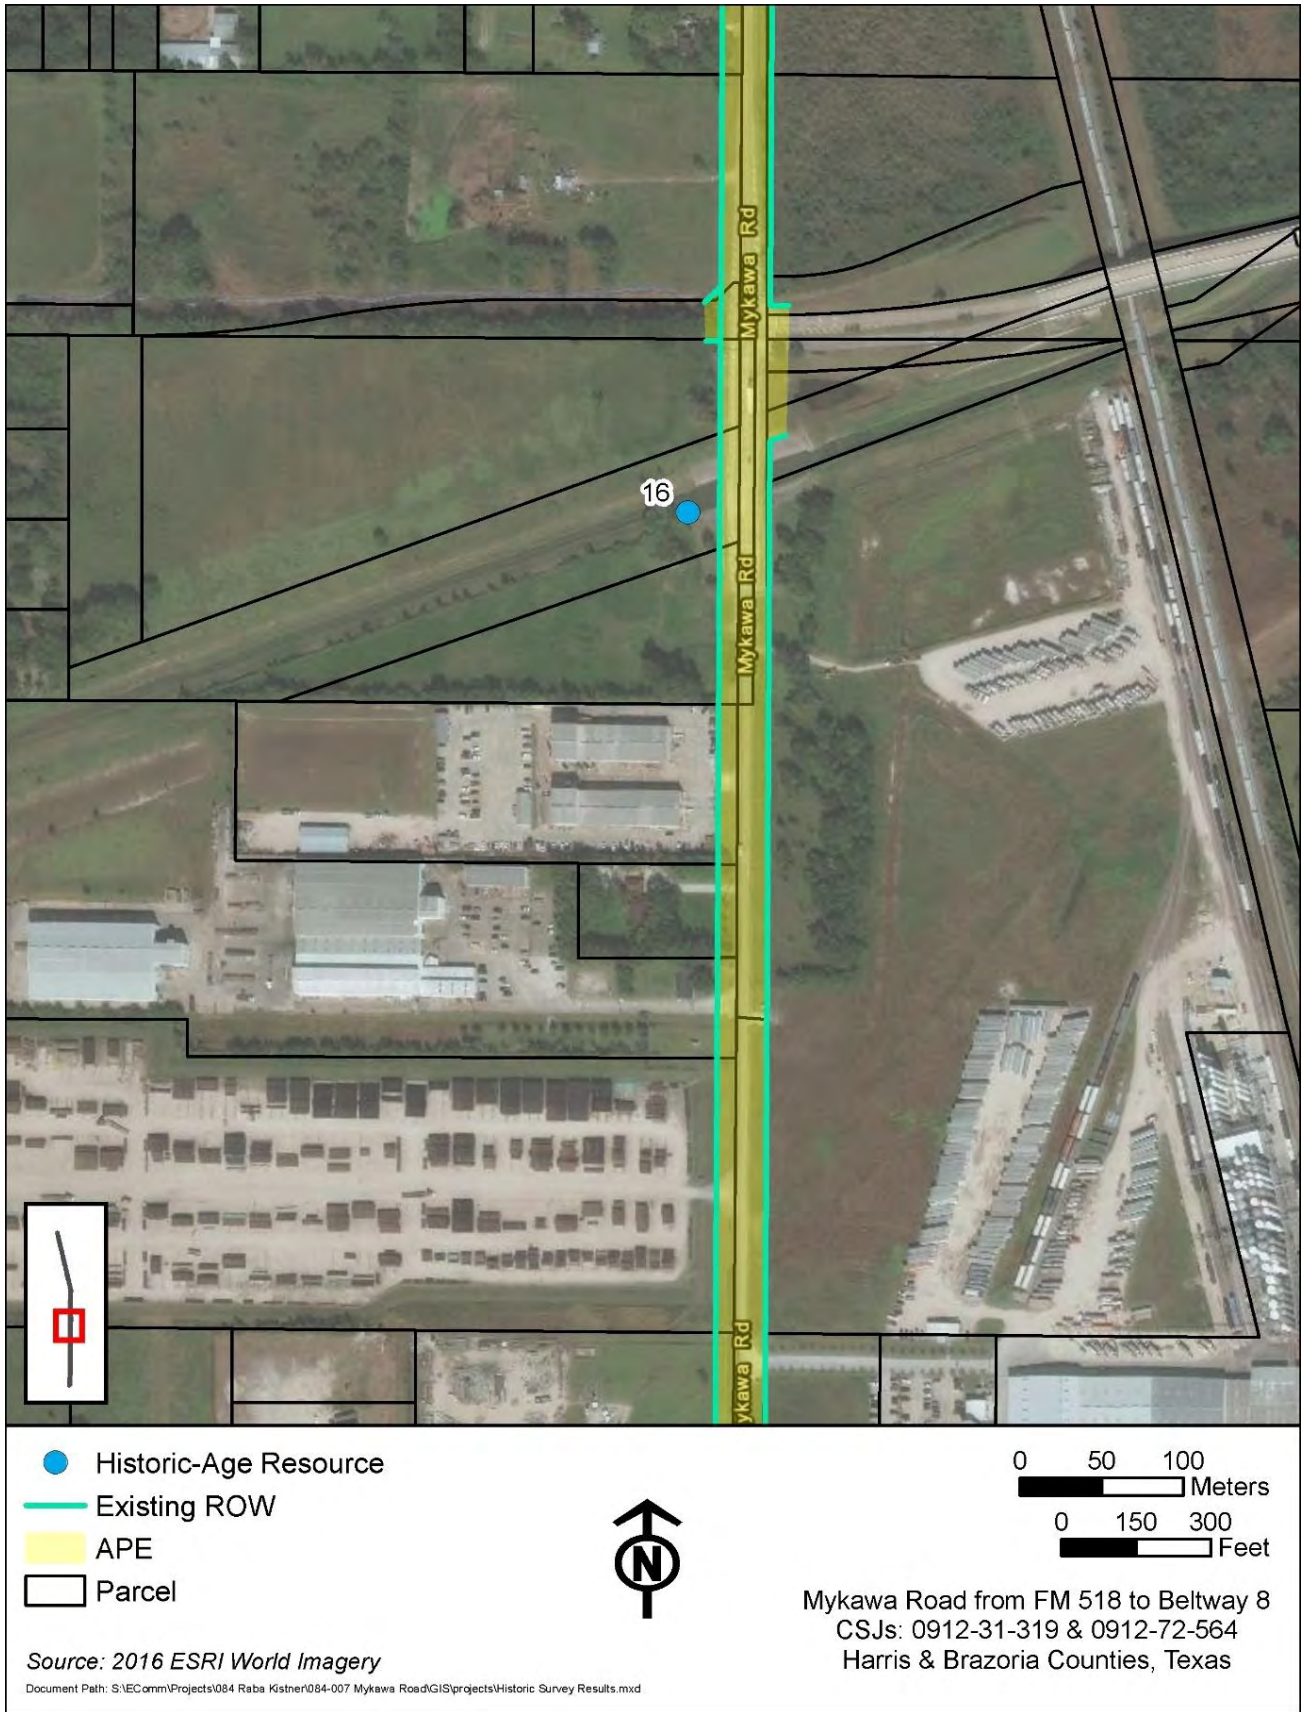 Mykawa Rd
16
Mykawa Rd
ykawa Rd
Historic-Age Resource
Existing ROW
APE
Parcel
N
0 50 100
Meters
0 150 300
Feet
Mykawa Road from FM 518 to Beltway 8
CSJs: 0912-31-319 & 0912-72-564
Harris & Brazoria Counties, Texas
Source: 2016 ESRI World Imagery
Document Path: S:\EComm\Projects\084 Raba Kistner\084-007 Mykawa Road\GIS\projects\Historic Survey Results.mxd